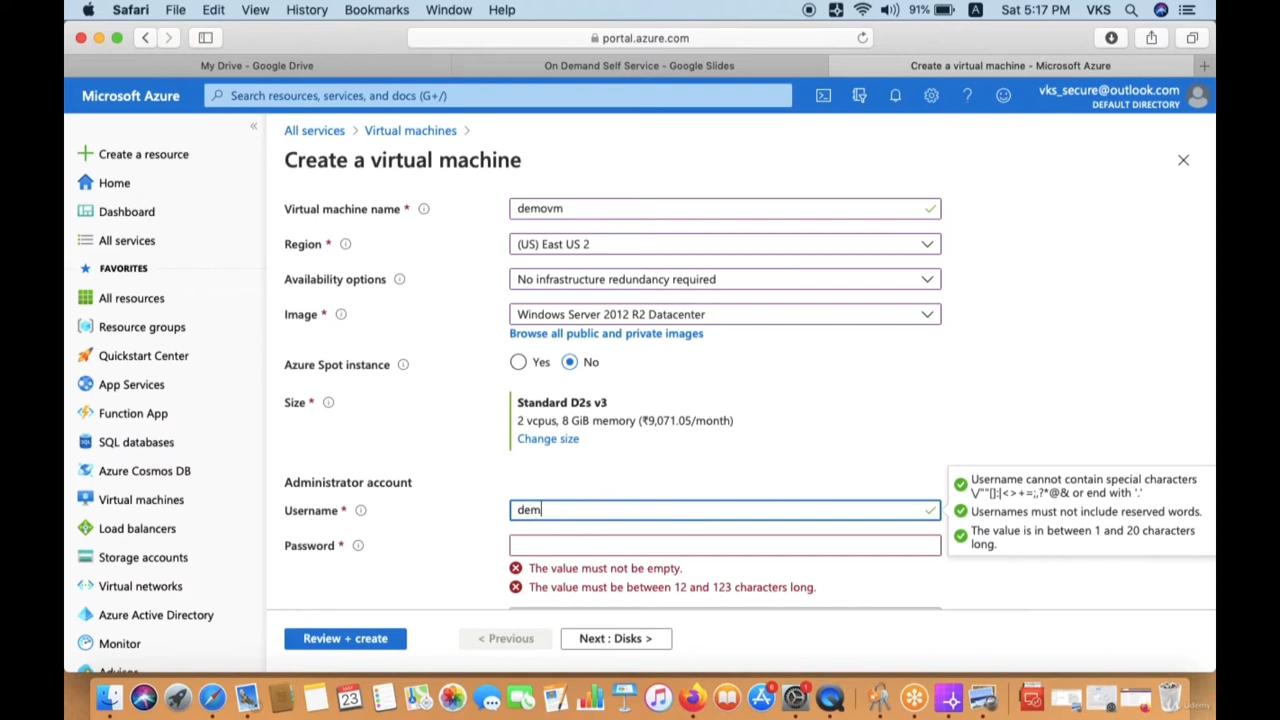 Safari File Edit View History Bookmarks Window Help 91% A Sat 5:17 PM VKS
portal.azure.com
My Drive - Google Drive On Demand Self Service - Google Slides Create a virtual machine - Microsoft Azure
Microsoft Azure Search resources, services, and docs (G+/) vks_secure@outlook.com
DEFAULT DIRECTORY
Create a resource
Home
Dashboard
All services
FAVORITES
All resources
Resource groups
Quickstart Center
App Services
Function App
SQL databases
Azure Cosmos DB
Virtual machines
Load balancers
Storage accounts
Virtual networks
Azure Active Directory
Monitor
Advisor
All services > Virtual machines >
Create a virtual machine
Virtual machine name * demovm
Region * (US) East US 2
Availability options No infrastructure redundancy required
Image * Windows Server 2012 R2 Datacenter
Browse all public and private images
Azure Spot instance Yes No
Size * Standard D2s v3
2 vcpus, 8 GiB memory (₹9,071.05/month)
Change size
Administrator account
Username * dem
Password *
The value must not be empty.
The value must be between 12 and 123 characters long.
Username cannot contain special characters
\/""[]:|<>+=;,?*@& or end with '.'
Usernames must not include reserved words.
The value is in between 1 and 20 characters
long.
Review + create < Previous Next : Disks >
23
Udemy